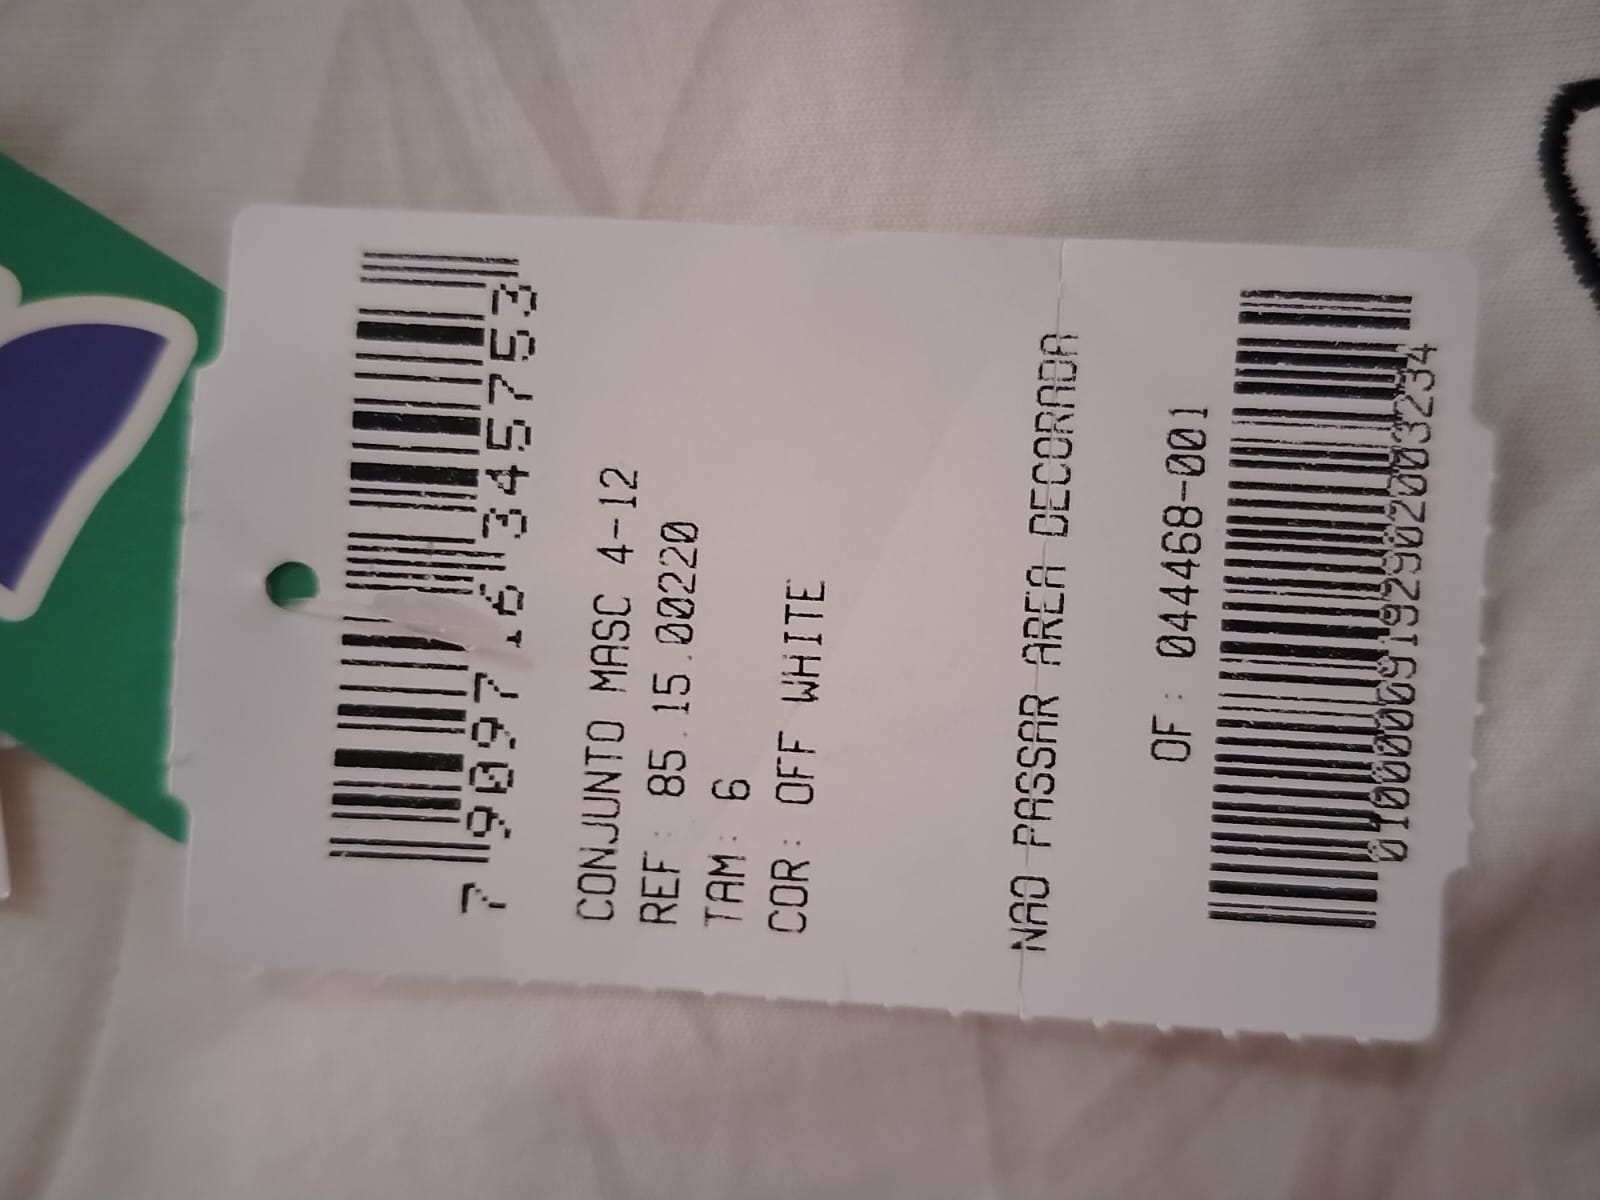 7 909716 345753
CONJUNTO MASC 4-12
REF: 85.15.00220
TAM: 6
COR: OFF WHITE
NAO PASSAR AREA DECORADA
OF: 04468-001